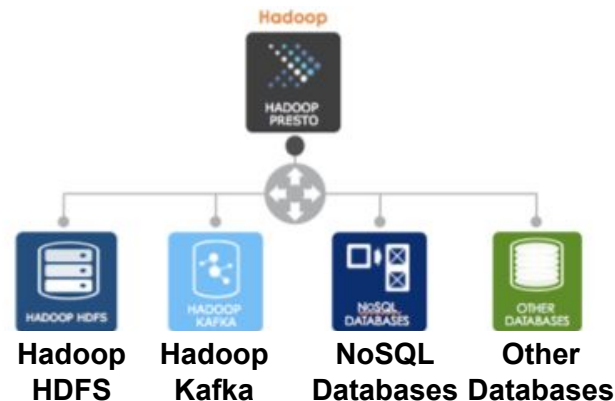 Hadoop
HADOOP
PRESTO
HADOOP HDFS
HADOOP
KAFKA
NoSQL
DATABASES
OTHER
DATABASES
Hadoop
HDFS
Hadoop
Kafka
NoSQL
Databases
Other
Databases